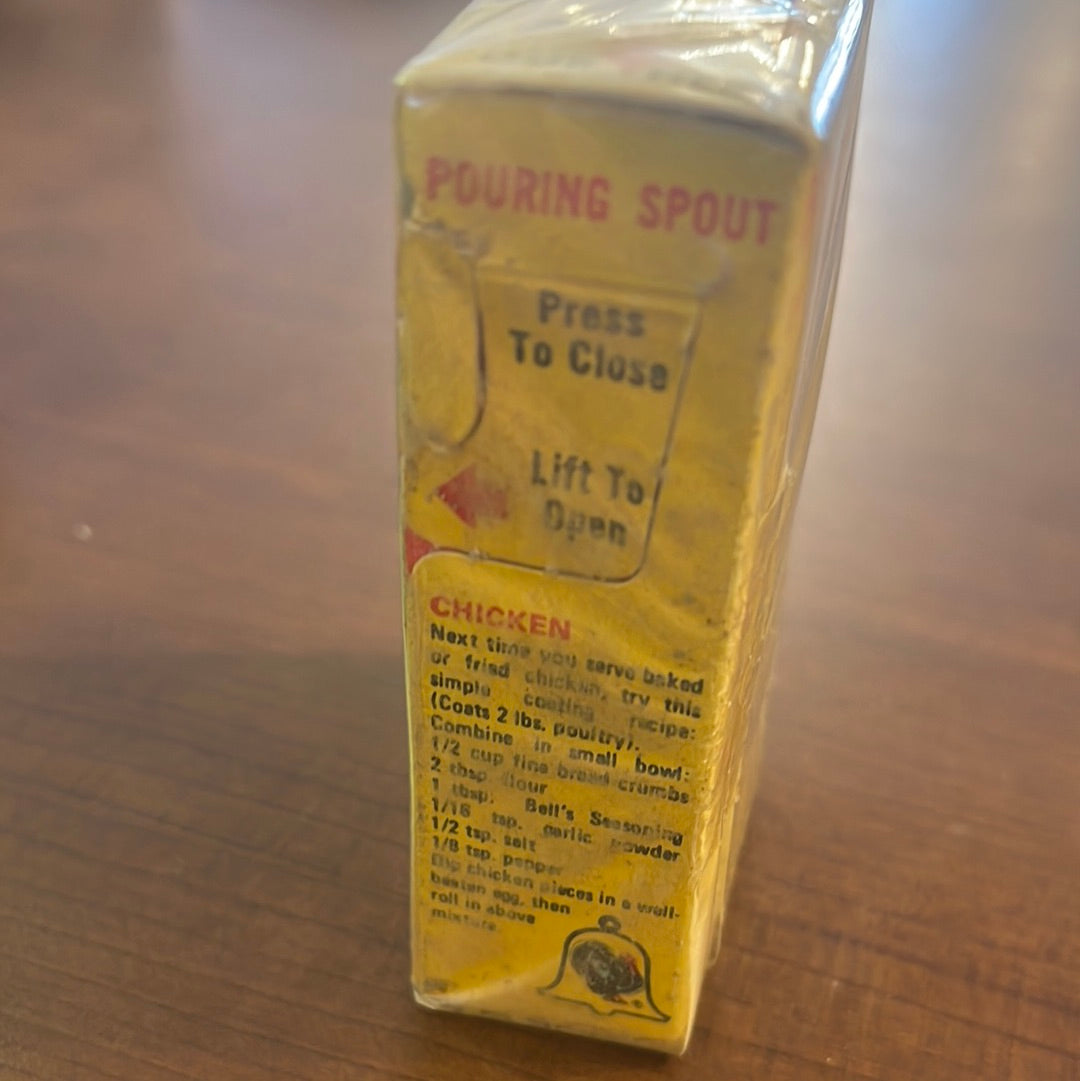 POURING SPOUT
Press
To Close
Lift To
Open
CHICKEN
Next time you serve baked
or fried chicken, try this
simple coating recipe:
(Coats 2 lbs. poultry).
Combine in small bowl:
1/2 cup fine bread crumbs
2 tbsp flour
1 tbsp. Bell's Seasoning
1/16 tsp. garlic powder
1/2 tsp. salt
1/8 tsp. pepper
Dip chicken pieces in a well-
beaten egg, then
roll in above
mixture.